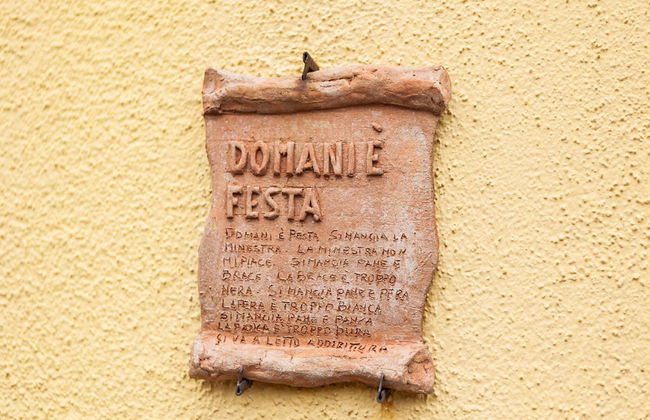 DOMANI È
FESTA
DOMANI È FESTA SI MANGIA LA
MINESTRA. LA MINESTRA NON
MI PIACE. SI MANGIA PANE E
BRACE. LA BRACE È TROPPO
NERA. SI MANGIA PANE E PERA
LA PERA È TROPPO BIANCA
SI MANGIA PANE E PANZA
LA PANZA È TROPPO DURA
SI VA A LETTO ADDIRITTURA